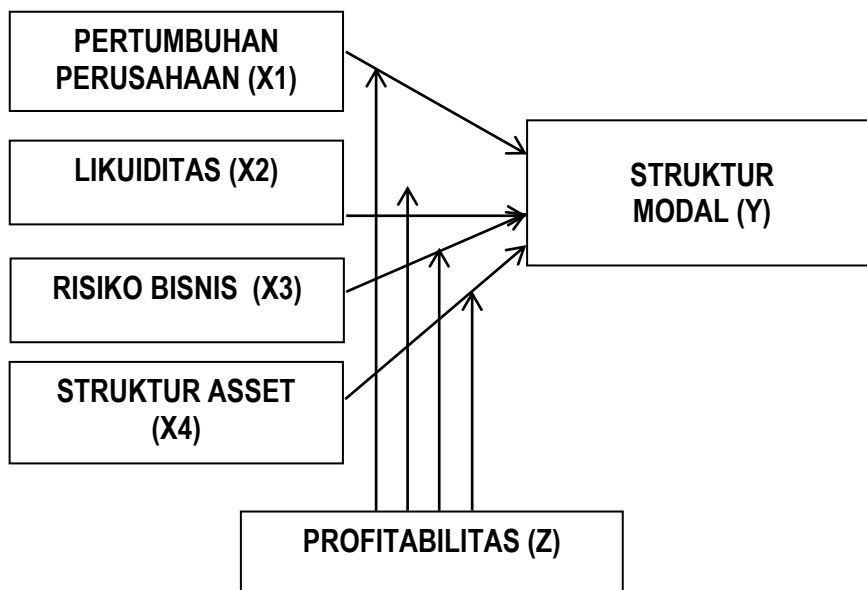 PERTUMBUHAN
PERUSAHAAN (X1)
LIKUIDITAS (X2)
RISIKO BISNIS (X3)
STRUKTUR ASSET
(X4)
STRUKTUR
MODAL (Y)
PROFITABILITAS (Z)